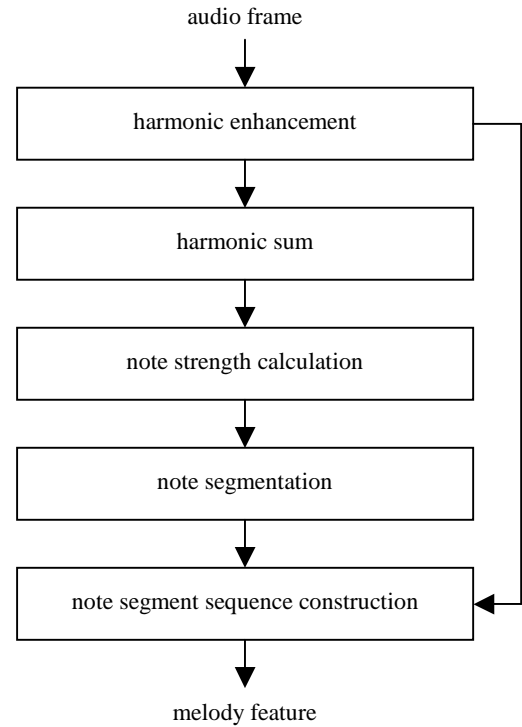 audio frame
harmonic enhancement
harmonic sum
note strength calculation
note segmentation
note segment sequence construction
melody feature